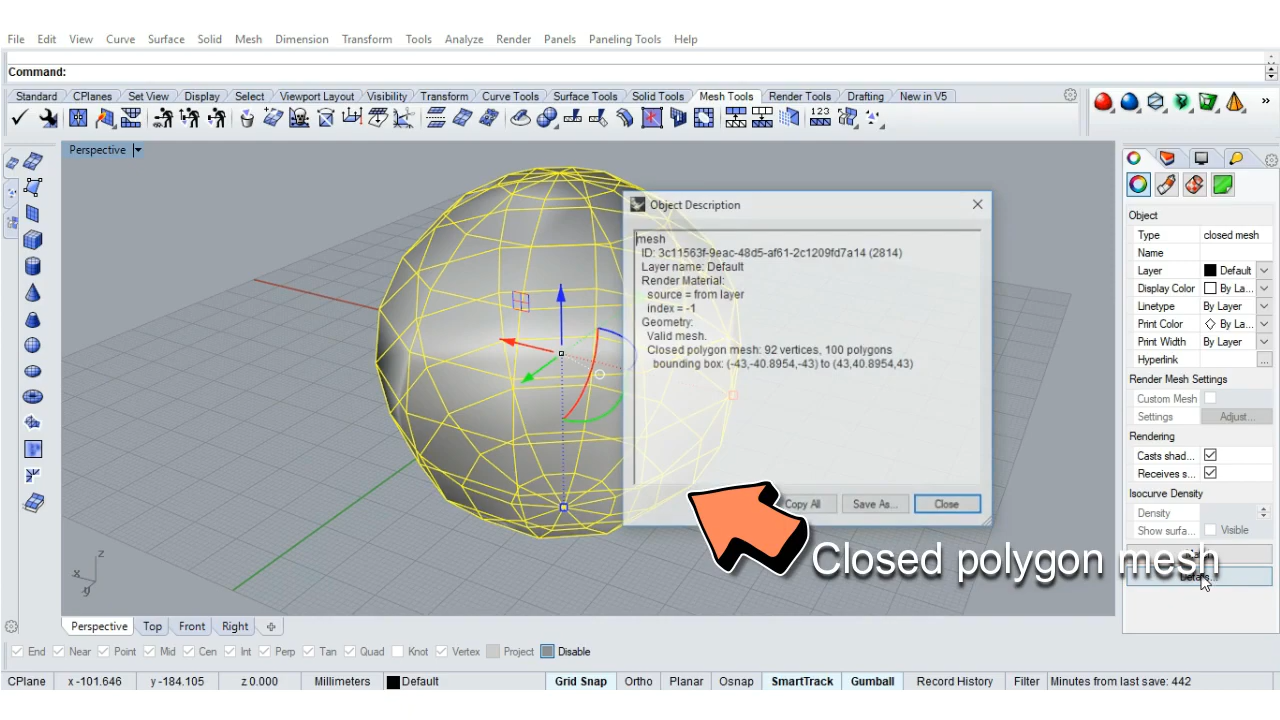 File Edit View Curve Surface Solid Mesh Dimension Transform Tools Analyze Render Panels Paneling Tools Help
Command:
Standard CPlanes Set View Display Select Viewport Layout Visibility Transform Curve Tools Surface Tools Solid Tools Mesh Tools Render Tools Drafting New in V5
123
Perspective
Object Description
mesh
ID: 3c11563f-9eac-48d5-af61-2c1209fd7a14 (2814)
Layer name: Default
Render Material:
source = from layer
index = -1
Geometry:
Valid mesh.
Closed polygon mesh: 92 vertices, 100 polygons
bounding box: (-43,-40.8954,-43) to (43,40.8954,43)
Copy All Save As... Close
Closed polygon mesh
Object
Type closed mesh
Name
Layer Default
Display Color By La...
Linetype By Layer
Print Color By La...
Print Width By Layer
Hyperlink ...
Render Mesh Settings
Custom Mesh
Settings Adjust...
Rendering
Casts shad...
Receives s...
Isocurve Density
Density
Show surfa... Visible
Details...
z
x
y
Perspective Top Front Right
End Near Point Mid Cen Int Perp Tan Quad Knot Vertex Project Disable
CPlane x -101.646 y -184.105 z 0.000 Millimeters Default Grid Snap Ortho Planar Osnap SmartTrack Gumball Record History Filter Minutes from last save: 442